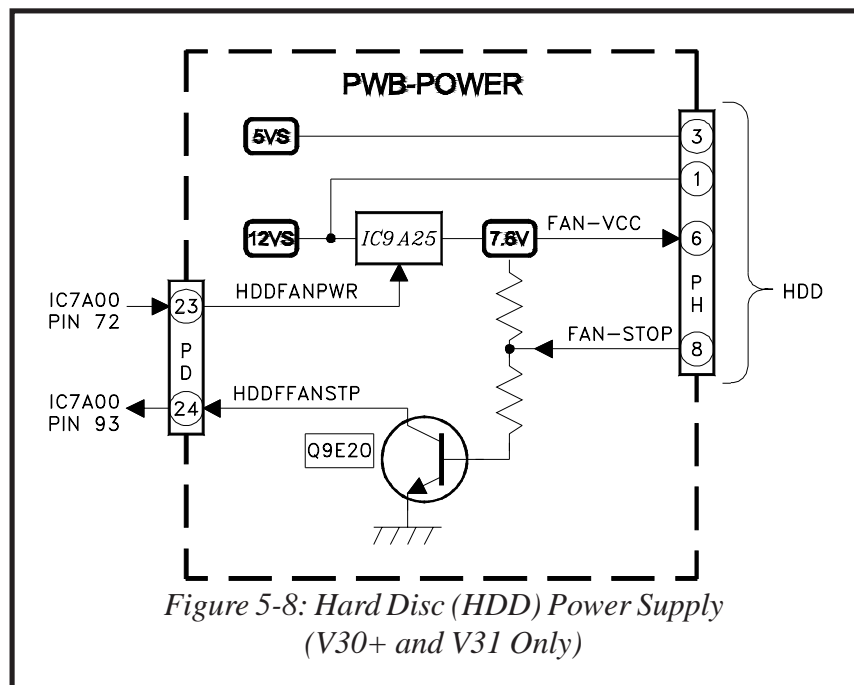 PWB-POWER
5VS
3
1
12VS
IC9A25
7.6V
FAN-VCC
6
IC7A00
PIN 72
23
HDDFANPWR
P
H
HDD
FAN-STOP
8
P
D
IC7A00
PIN 93
24
HDDFFANSTP
Q9E20
Figure 5-8: Hard Disc (HDD) Power Supply
(V30+ and V31 Only)